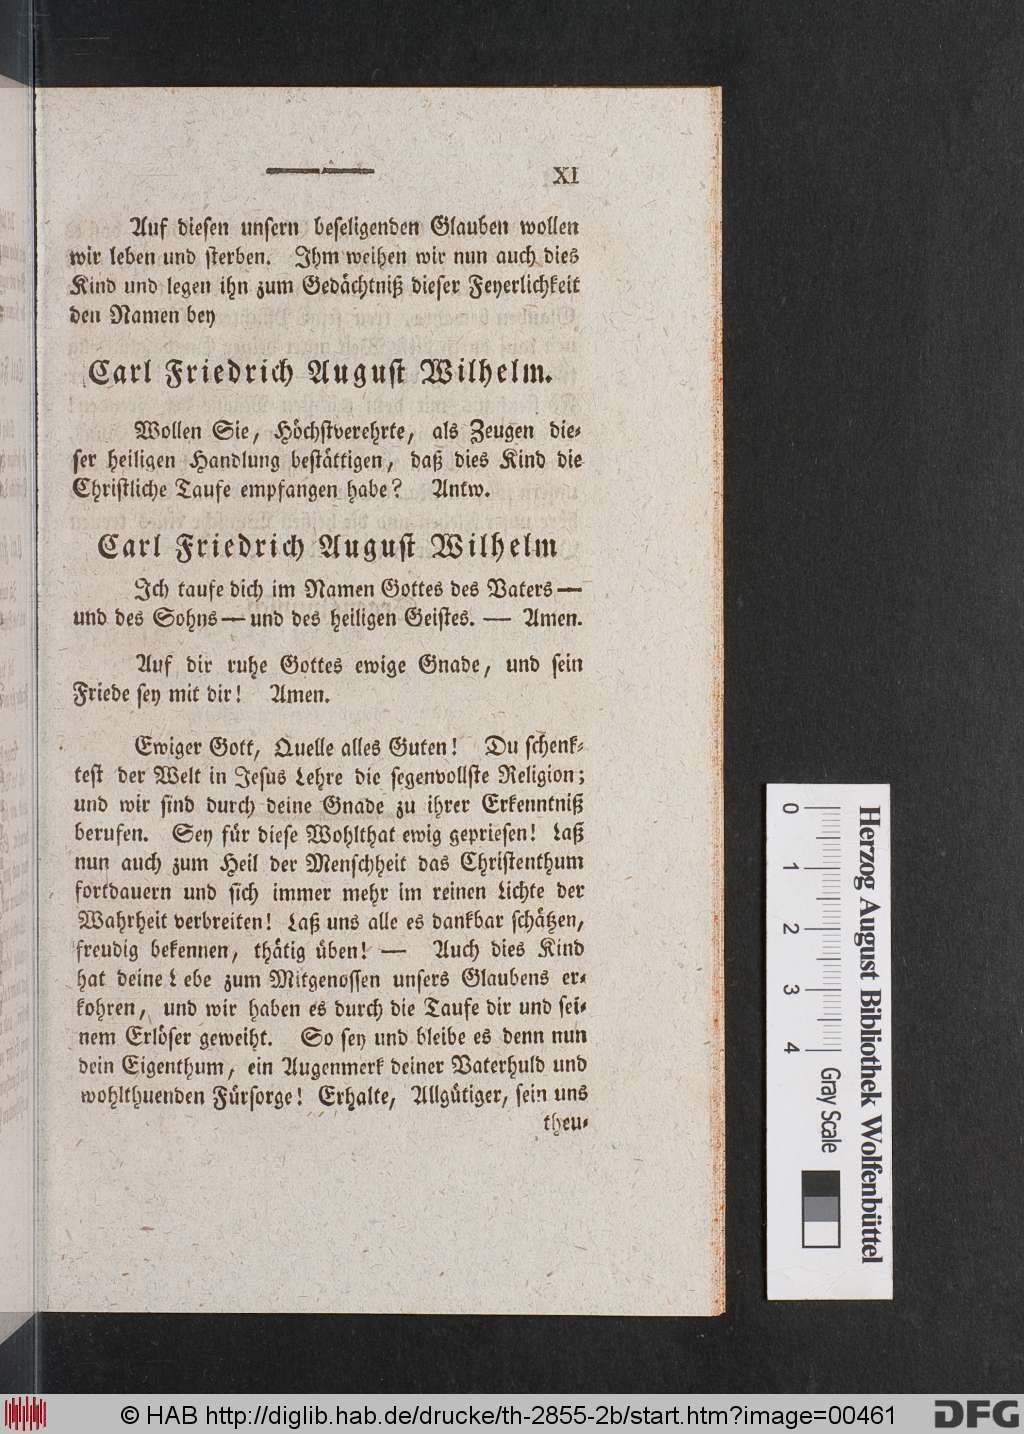 XI
Auf diesen unsern beseligenden Glauben wollen
wir leben und sterben. Ihm weihen wir nun auch dies
Kind und legen ihn zum Gedächtniß dieser Feyerlichkeit
den Namen bey
Carl Friedrich August Wilhelm.
Wollen Sie, Höchstverehrte, als Zeugen die-
ser heiligen Handlung bestättigen, daß dies Kind die
Christliche Taufe empfangen habe? Antw.
Carl Friedrich August Wilhelm
Ich taufe dich im Namen Gottes des Vaters —
und des Sohns — und des heiligen Geistes. — Amen.
Auf dir ruhe Gottes ewige Gnade, und sein
Friede sey mit dir! Amen.
Ewiger Gott, Quelle alles Guten! Du schenk-
test der Welt in Jesus Lehre die segenvollste Religion;
und wir sind durch deine Gnade zu ihrer Erkenntniß
berufen. Sey für diese Wohlthat ewig gepriesen! Laß
nun auch zum Heil der Menschheit das Christenthum
fortdauern und sich immer mehr im reinen Lichte der
Wahrheit verbreiten! Laß uns alle es dankbar schätzen,
freudig bekennen, thätig üben! — Auch dies Kind
hat deine L ebe zum Mitgenossen unsers Glaubens er-
kohren, und wir haben es durch die Taufe dir und sei-
nem Erlöser geweiht. So sey und bleibe es denn nun
dein Eigenthum, ein Augenmerk deiner Vaterhuld und
wohlthuenden Fürsorge! Erhalte, Allgütiger, sein uns
theu-
0 1 2 3 4 Gray Scale
Herzog August Bibliothek Wolfenbüttel
© HAB http://diglib.hab.de/drucke/th-2855-2b/start.htm?image=00461
DFG